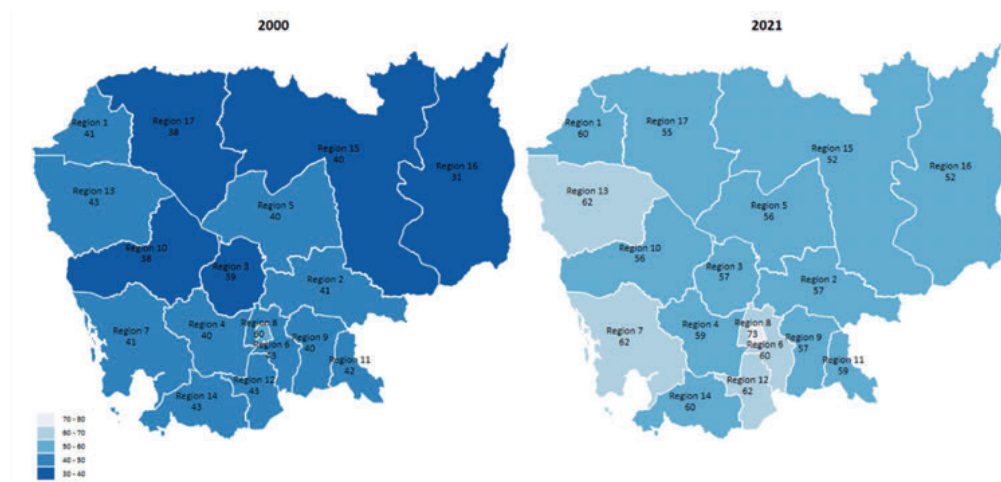 2000
Region 1
41
Region 17
38
Region 15
40
Region 16
31
Region 13
43
Region 5
40
Region 10
38
Region 3
39
Region 2
41
Region 7
41
Region 4
40
Region 8
60
Region 6
Region 9
40
Region 11
42
Region 12
43
Region 14
43
70 - 80
60 - 70
50 - 60
40 - 50
30 - 40
2021
Region 1
60
Region 17
55
Region 15
52
Region 16
52
Region 13
62
Region 5
56
Region 10
56
Region 3
57
Region 2
57
Region 7
62
Region 4
59
Region 8
73
Region 6
60
Region 9
57
Region 11
59
Region 12
62
Region 14
60